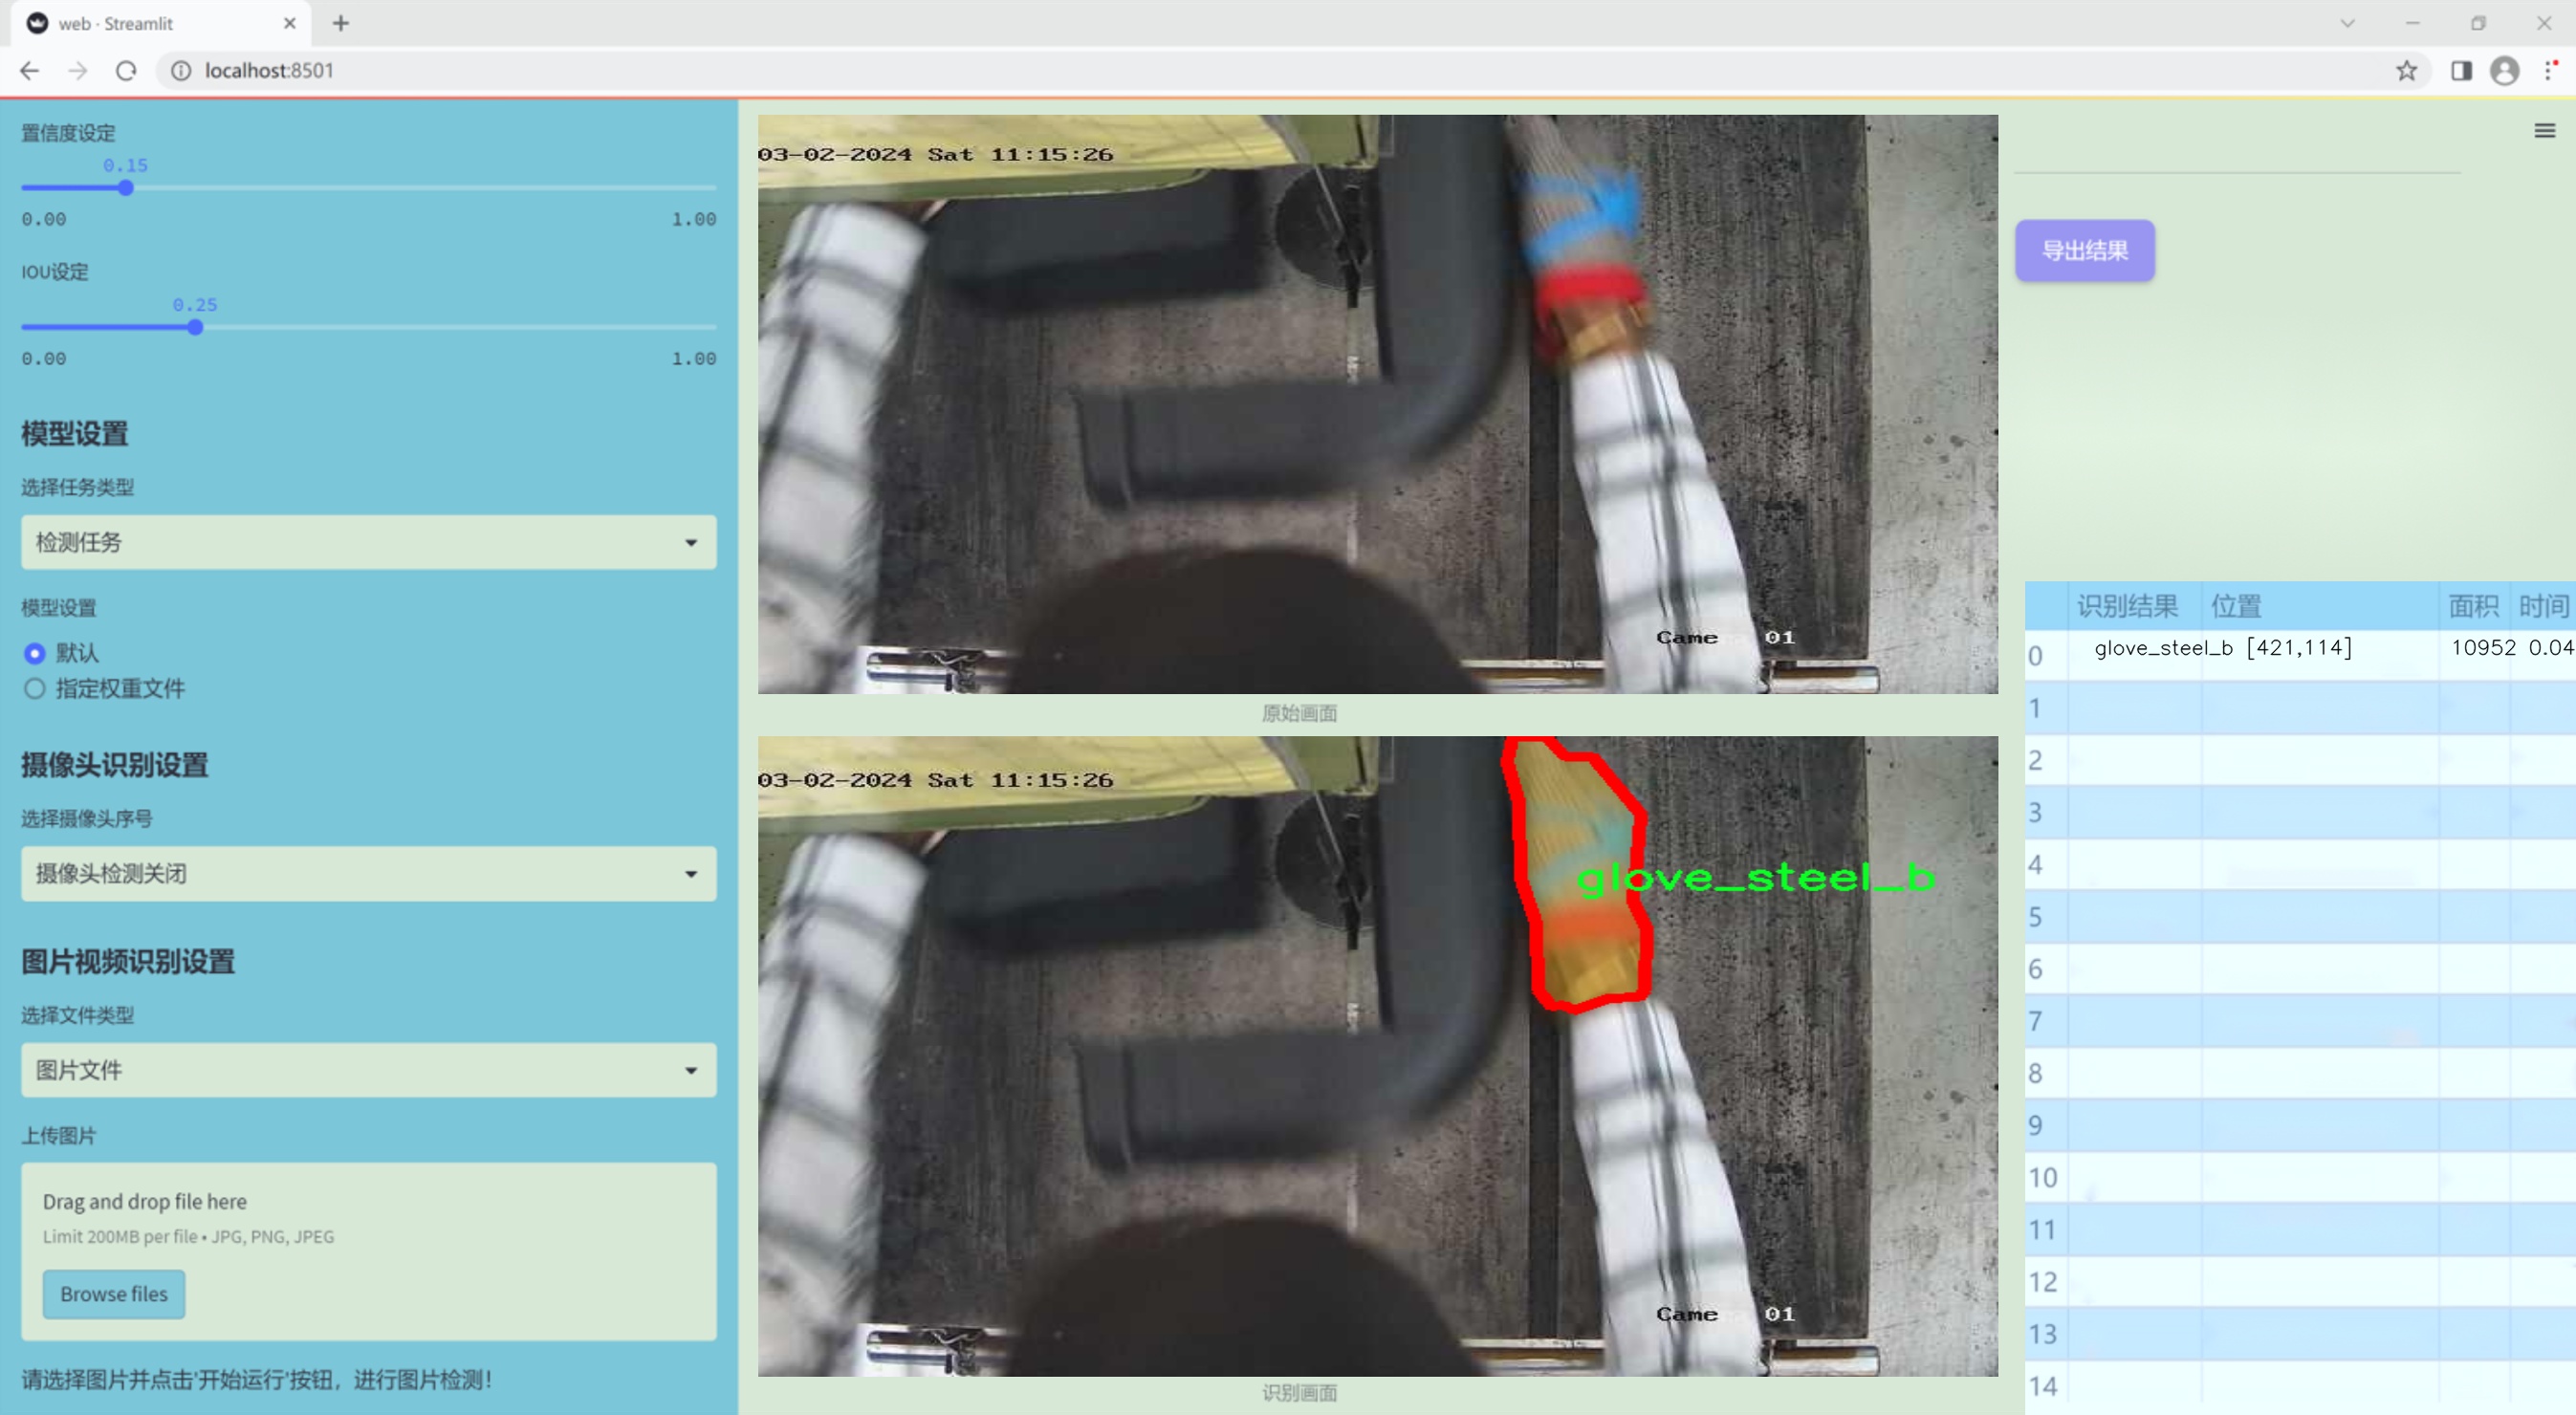 web · Streamlit
localhost:8501
置信度设定
0.15
0.00 1.00
IOU设定
0.25
0.00 1.00
模型设置
选择任务类型
检测任务
模型设置
默认
指定权重文件
摄像头识别设置
选择摄像头序号
摄像头检测关闭
图片视频识别设置
选择文件类型
图片文件
上传图片
Drag and drop file here
Limit 200MB per file • JPG, PNG, JPEG
Browse files
请选择图片并点击'开始运行'按钮，进行图片检测！
03-02-2024 Sat 11:15:26
Came 01
原始画面
03-02-2024 Sat 11:15:26
glove_steel_b
Came 01
识别画面
导出结果
识别结果 位置 面积 时间
0 glove_steel_b [421,114] 10952 0.04
1
2
3
4
5
6
7
8
9
10
11
12
13
14